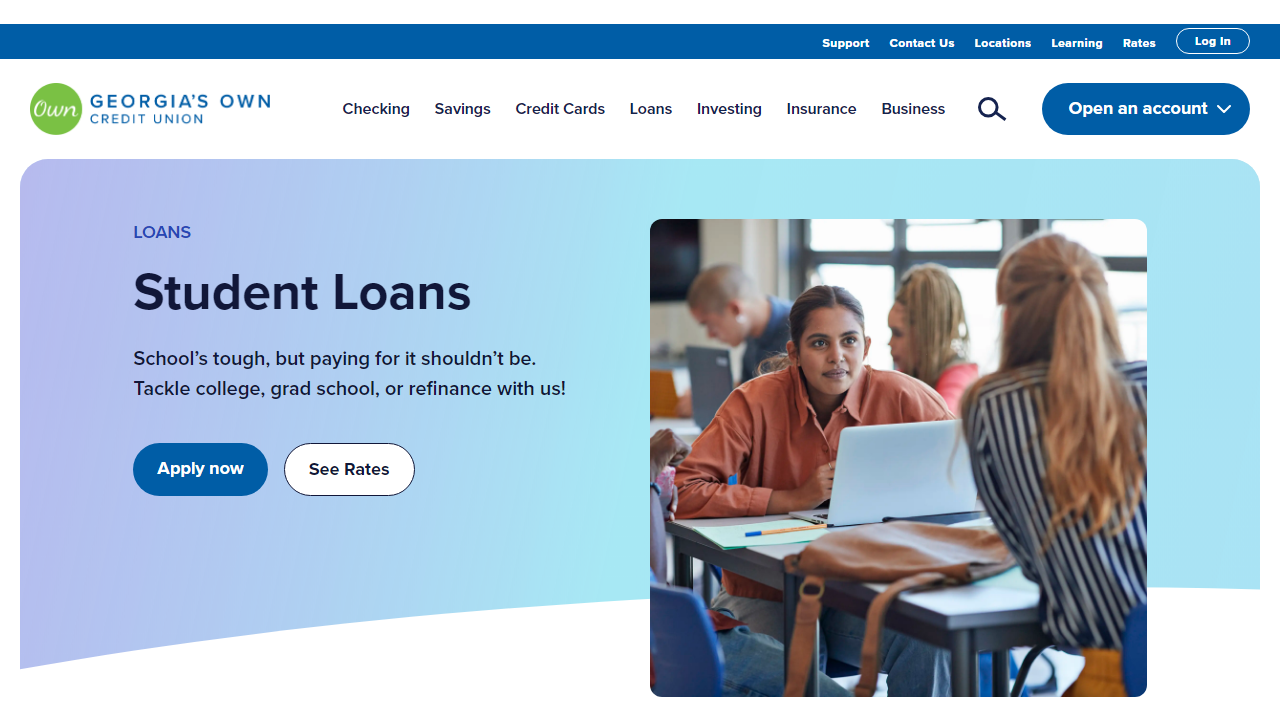 Support Contact Us Locations Learning Rates Log In
Own GEORGIA'S OWN
CREDIT UNION
Checking Savings Credit Cards Loans Investing Insurance Business Open an account
LOANS
Student Loans
School’s tough, but paying for it shouldn’t be.
Tackle college, grad school, or refinance with us!
Apply now See Rates